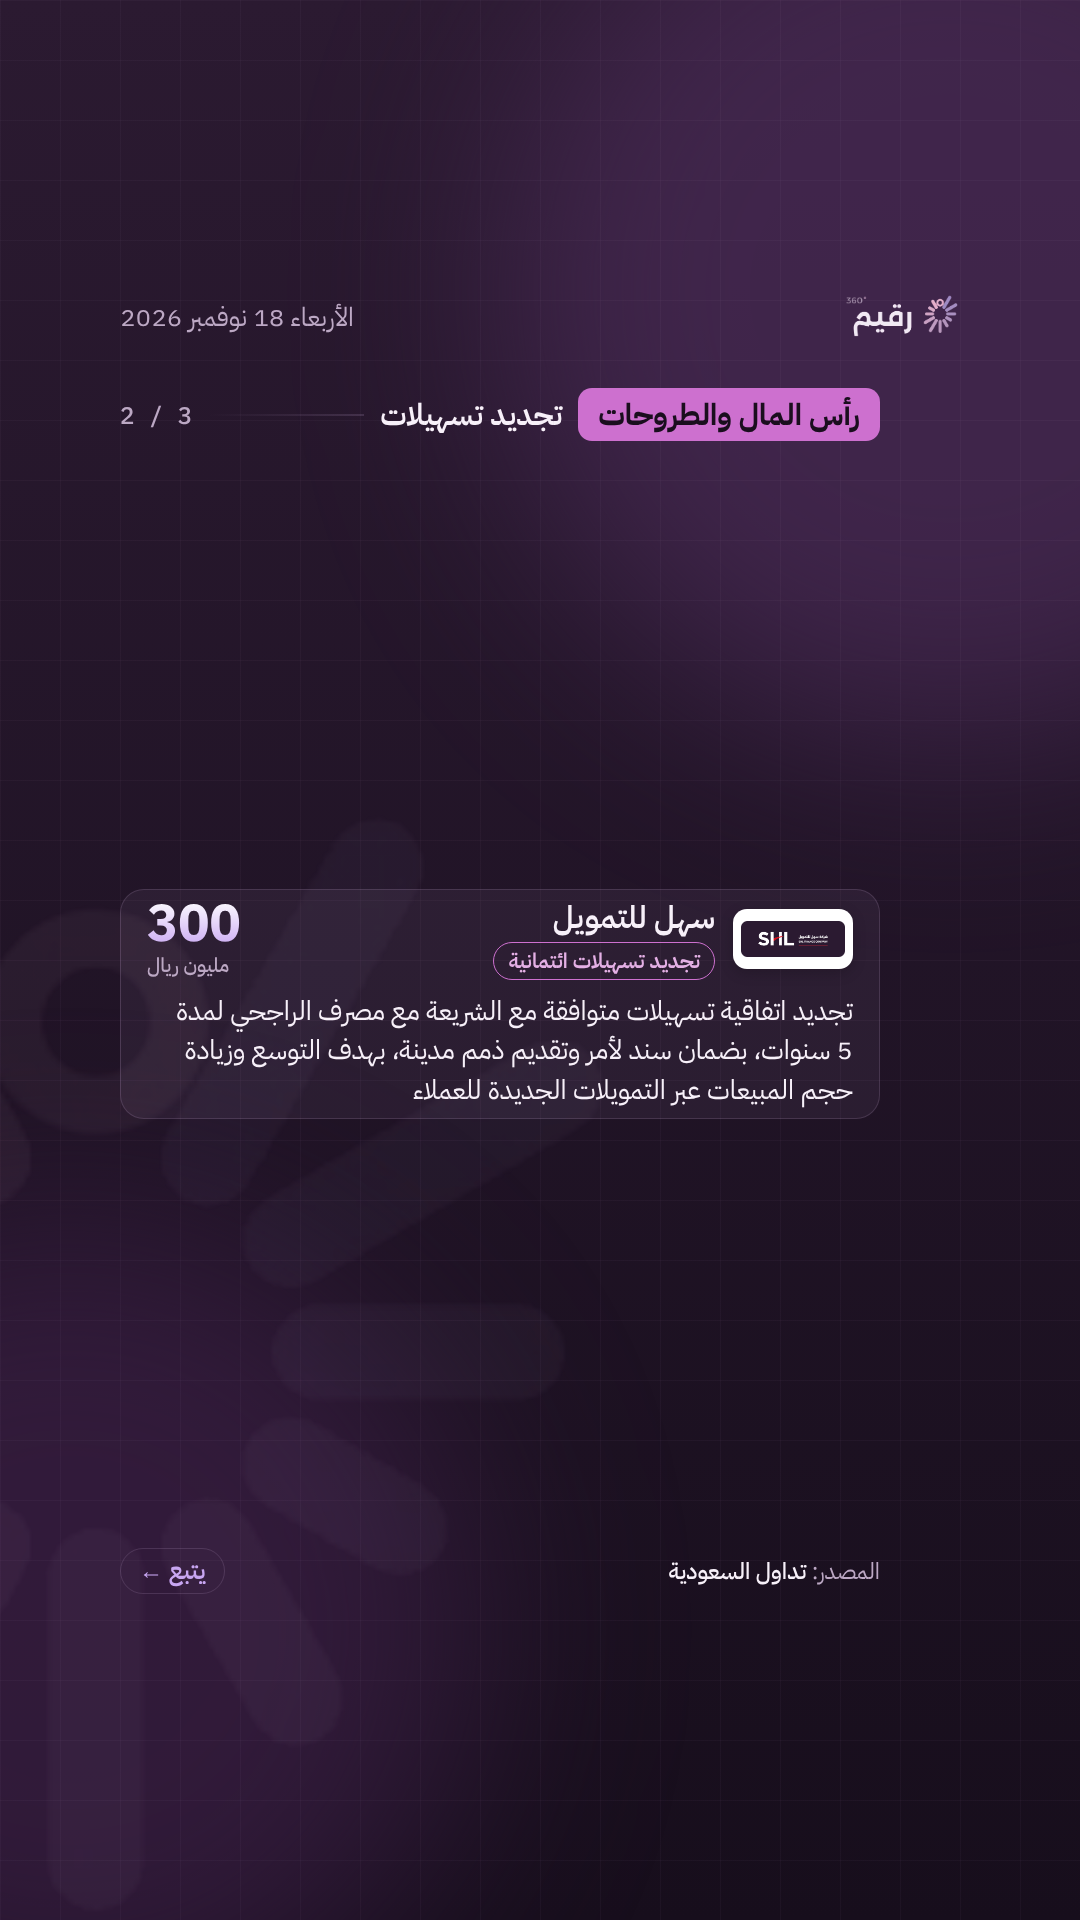 رقيم 360°
الأربعاء 18 نوفمبر 2026
رأس المال والطروحات تجديد تسهيلات 2 / 3
SHL
سهل للتمويل
تجديد تسهيلات ائتمانية
300
مليون ريال
تجديد اتفاقية تسهيلات متوافقة مع الشريعة مع مصرف الراجحي لمدة
5 سنوات، بضمان سند لأمر وتقديم ذمم مدينة، بهدف التوسع وزيادة
حجم المبيعات عبر التمويلات الجديدة للعملاء
المصدر: تداول السعودية
يتبع ←